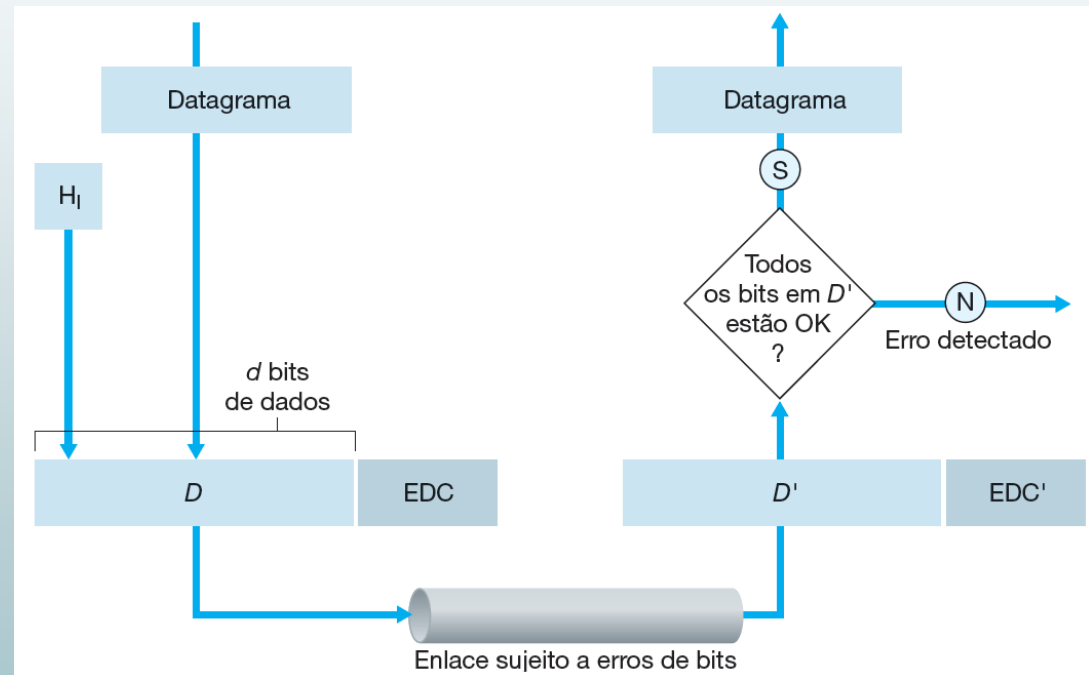 Datagrama
Datagrama
H_l
S
Todos
os bits em D'
estão OK
?
N
Erro detectado
d bits
de dados
D
EDC
D'
EDC'
Enlace sujeito a erros de bits